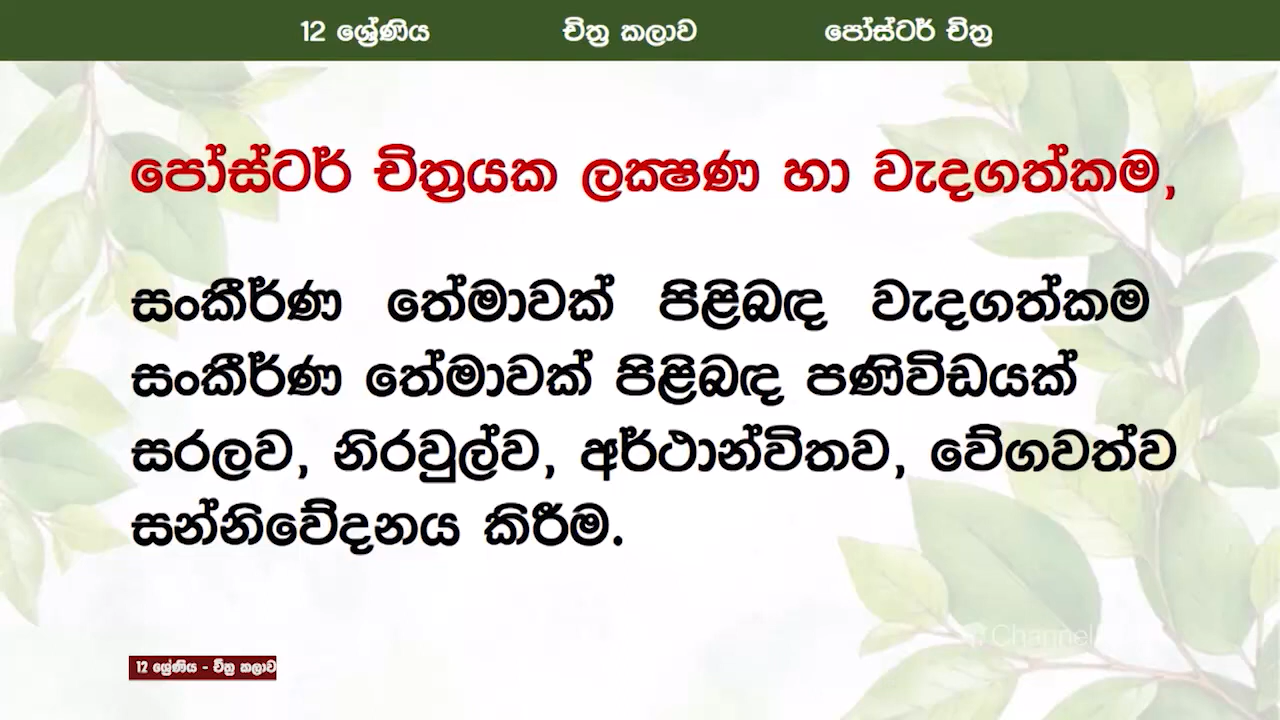 12 ශ්‍රේණිය චිත්‍ර කලාව පෝස්ටර් චිත්‍ර
පෝස්ටර් චිත්‍රයක ලක්‍ෂණ හා වැදගත්කම,
සංකීර්ණ තේමාවක් පිළිබඳ වැදගත්කම
සංකීර්ණ තේමාවක් පිළිබඳ පණිවිඩයක්
සරලව, නිරවුල්ව, අර්ථාන්විතව, වේගවත්ව
සන්නිවේදනය කිරීම.
Channel
12 ශ්‍රේණිය - චිත්‍ර කලාව